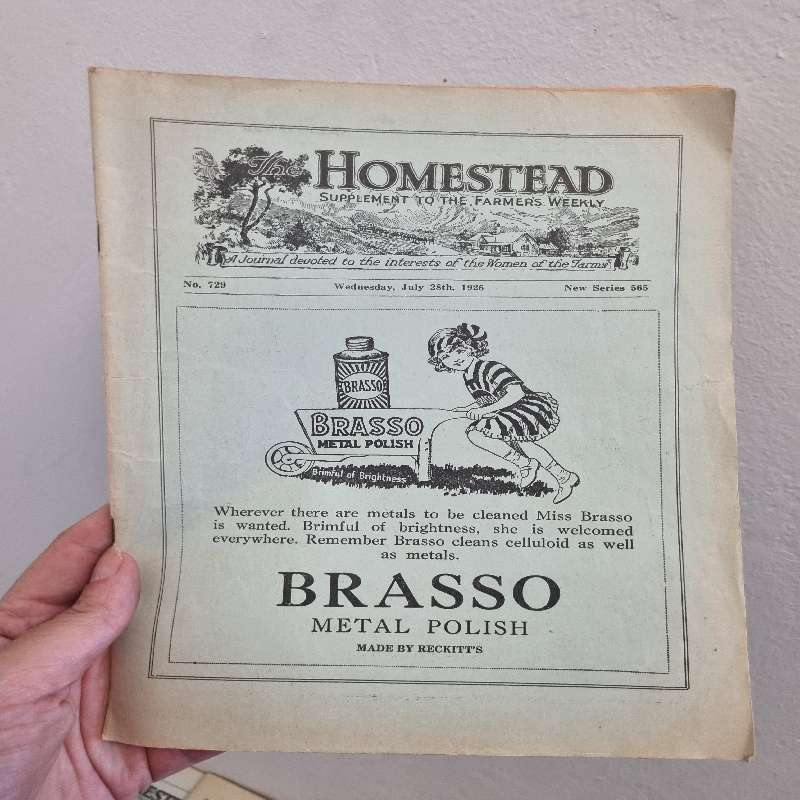 The HOMESTEAD
SUPPLEMENT TO THE FARMER'S WEEKLY
A Journal devoted to the interests of the Women of the Farms
No. 729 Wednesday, July 28th, 1926 New Series 565
BRASSO
BRASSO
METAL POLISH
Brimful of Brightness
Wherever there are metals to be cleaned Miss Brasso
is wanted. Brimful of brightness, she is welcomed
everywhere. Remember Brasso cleans celluloid as well
as metals.
BRASSO
METAL POLISH
MADE BY RECKITT'S